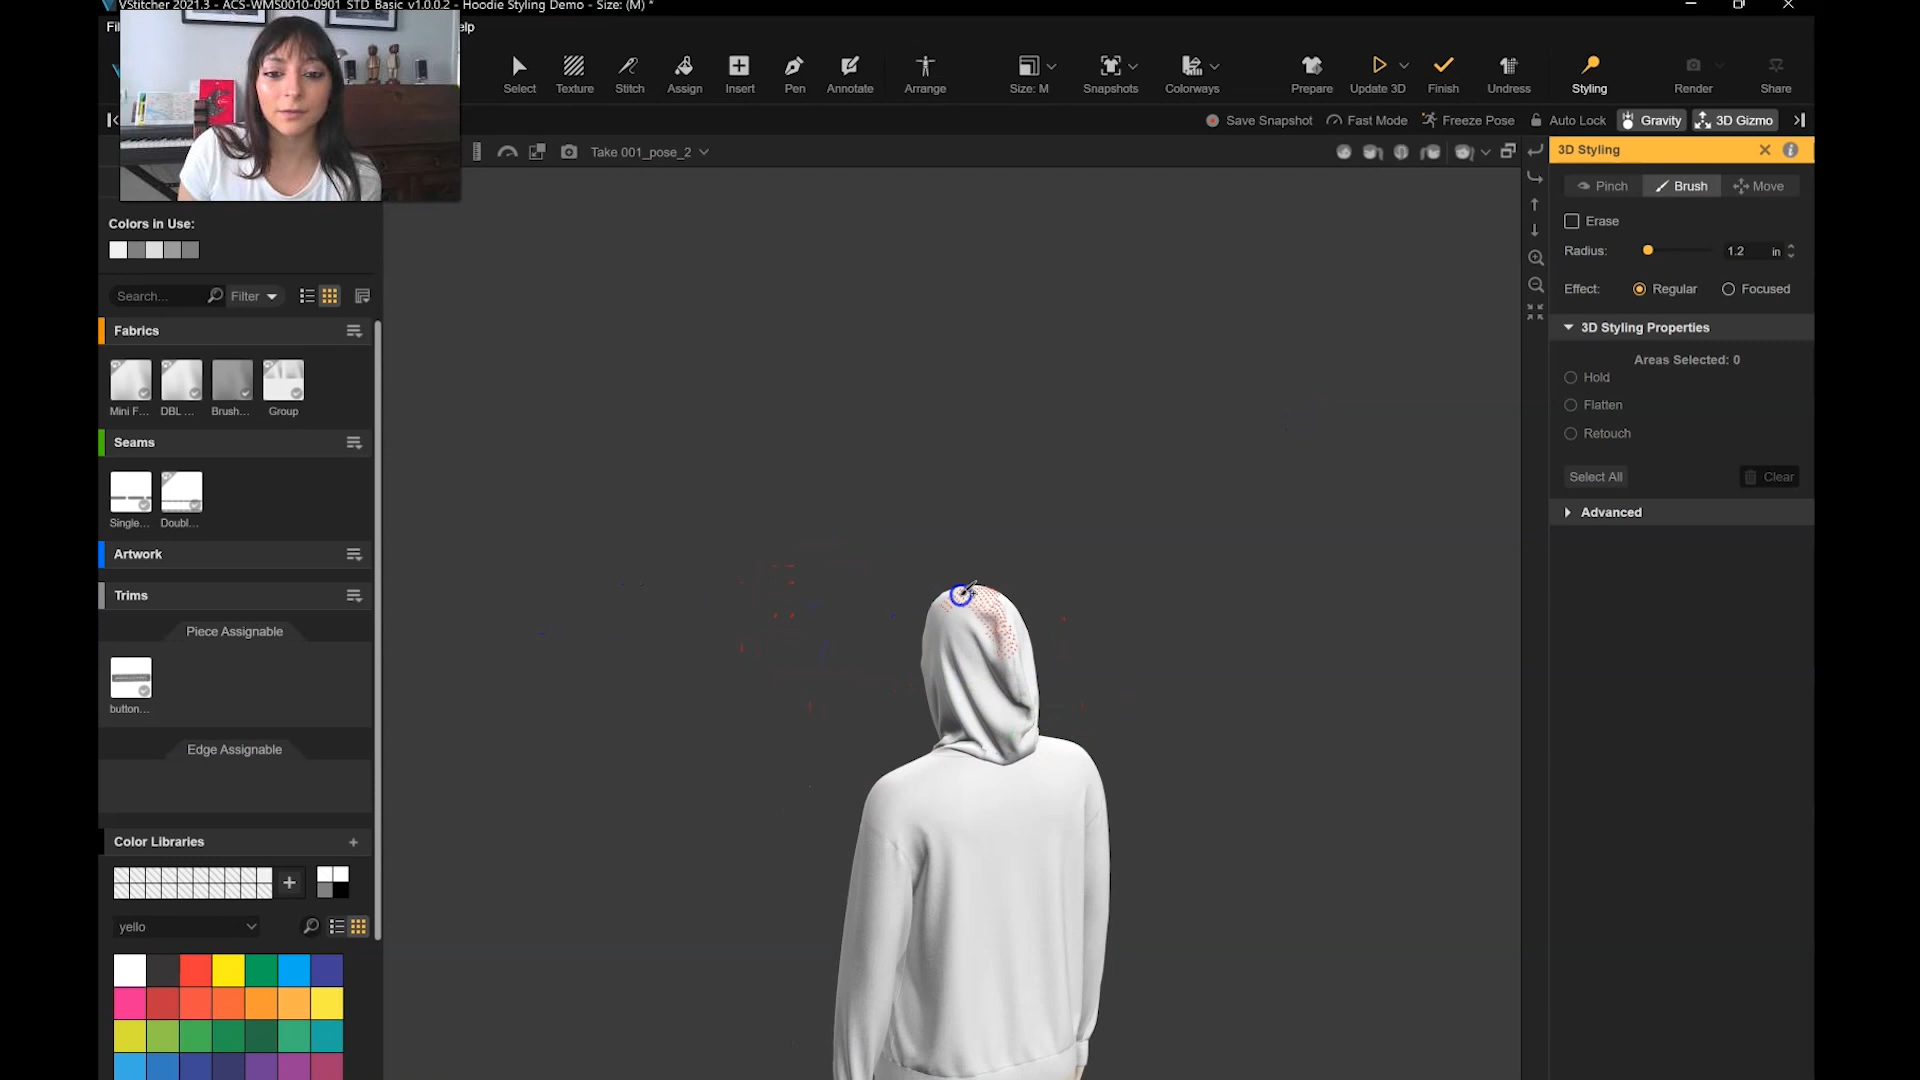 VStitcher 2021.3 - ACS-WMS0010-0901_STD_Basic_v1.0.0.2 - Hoodie Styling Demo - Size: (M) *
Fil
elp
Select
Texture
Stitch
Assign
Insert
Pen
Annotate
Arrange
Size: M
Snapshots
Colorways
Prepare
Update 3D
Finish
Undress
Styling
Render
Share
Save Snapshot
Fast Mode
Freeze Pose
Auto Lock
Gravity
3D Gizmo
Take 001_pose_2
3D Styling
Pinch
Brush
Move
Erase
Radius:
1.2
in
Effect:
Regular
Focused
3D Styling Properties
Areas Selected: 0
Hold
Flatten
Retouch
Select All
Clear
Advanced
Colors in Use:
Search...
Filter
Fabrics
Mini F...
DBL ...
Brush...
Group
Seams
Single...
Doubl...
Artwork
Trims
Piece Assignable
button...
Edge Assignable
Color Libraries
yello